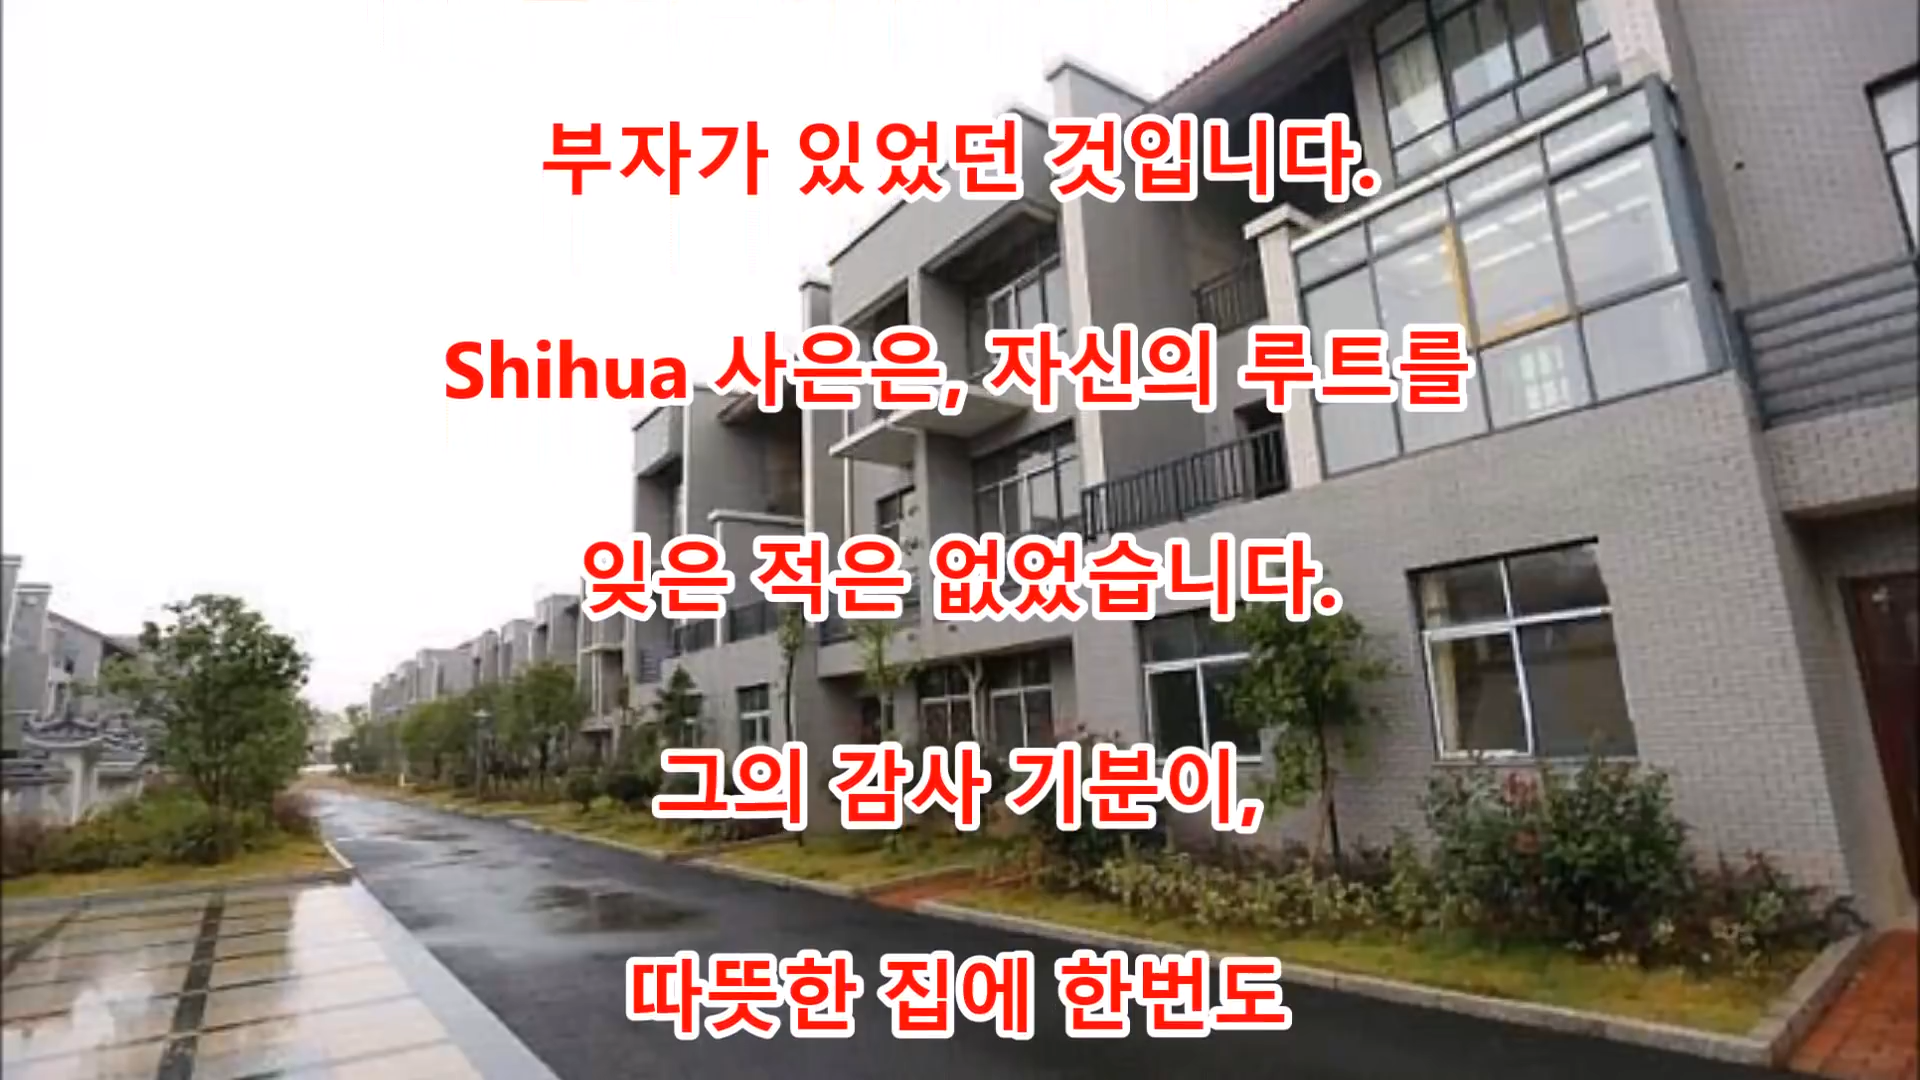 부자가 있었던 것입니다.
Shihua 사은은, 자신의 루트를
잊은 적은 없었습니다.
그의 감사 기분이,
따뜻한 집에 한번도